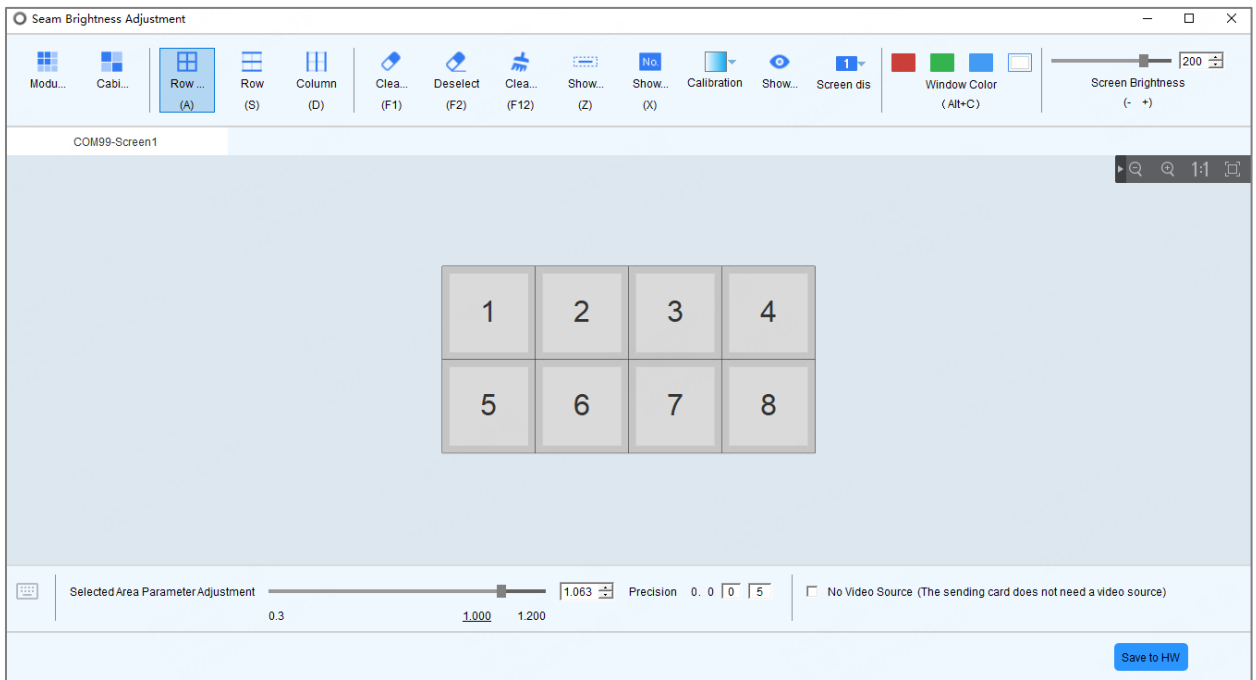 Seam Brightness Adjustment
Modu... Cabi... Row ... Row Column Clea... Deselect Clea... Show... No. Show... Calibration Show... 1 Screen dis Window Color Screen Brightness 200
(A) (S) (D) (F1) (F2) (F12) (Z) (X) (Alt+C) (- +)
COM99-Screen1
1:1
1 2 3 4
5 6 7 8
Selected Area Parameter Adjustment 1.063 Precision 0. 0 0 5 No Video Source (The sending card does not need a video source)
0.3 1.000 1.200
Save to HW